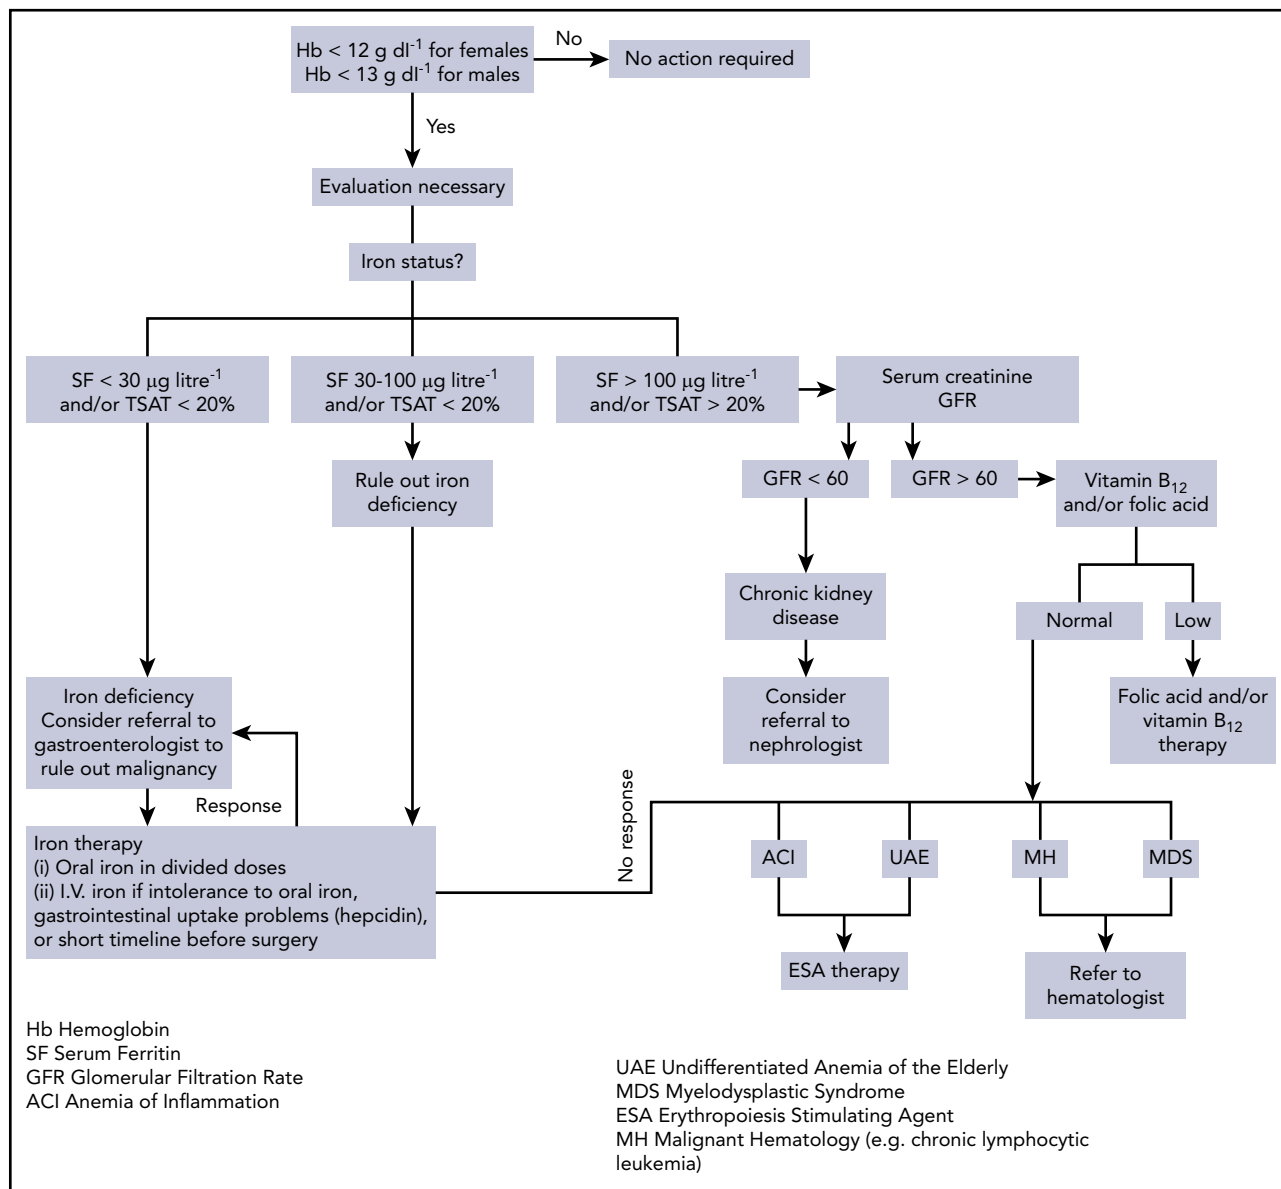 Hb < 12 g dl⁻¹ for females
Hb < 13 g dl⁻¹ for males
No
No action required
Yes
Evaluation necessary
Iron status?
SF < 30 µg litre⁻¹
and/or TSAT < 20%
SF 30-100 µg litre⁻¹
and/or TSAT < 20%
SF > 100 µg litre⁻¹
and/or TSAT > 20%
Serum creatinine
GFR
Rule out iron
deficiency
GFR < 60
GFR > 60
Vitamin B₁₂
and/or folic acid
Chronic kidney
disease
Normal
Low
Iron deficiency
Consider referral to
gastroenterologist to
rule out malignancy
Consider
referral to
nephrologist
Folic acid and/or
vitamin B₁₂
therapy
Response
No response
Iron therapy
(i) Oral iron in divided doses
(ii) I.V. iron if intolerance to oral iron,
gastrointestinal uptake problems (hepcidin),
or short timeline before surgery
ACI
UAE
MH
MDS
ESA therapy
Refer to
hematologist
Hb Hemoglobin
SF Serum Ferritin
GFR Glomerular Filtration Rate
ACI Anemia of Inflammation
UAE Undifferentiated Anemia of the Elderly
MDS Myelodysplastic Syndrome
ESA Erythropoiesis Stimulating Agent
MH Malignant Hematology (e.g. chronic lymphocytic
leukemia)